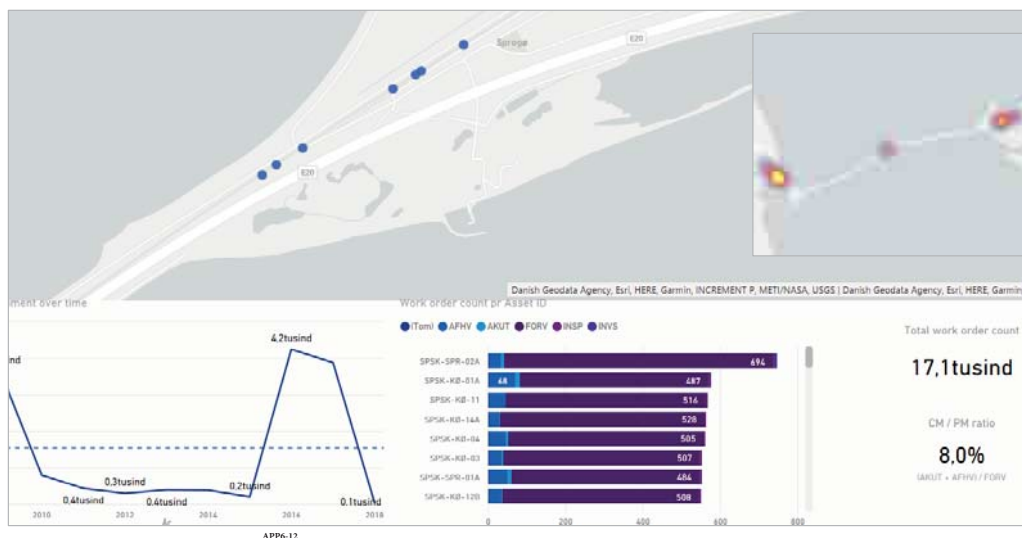 Sprogø
E20
E20
Danish Geodata Agency, Esri, HERE, Garmin, INCREMENT P, METI/NASA, USGS | Danish Geodata Agency, Esri, HERE, Garmin
ment over time
4,2tusind
0,3tusind
0,2tusind
0,4tusind
0,4tusind
0.1tusind
2010
2012
2014
2016
2018
År
Work order count pr Asset ID
(Tom) AFHV AKUT FORV INSP INVS
SPSK-SPR-02A 694
SPSK-KØ-01A 68 487
SPSK-KØ-11 516
SPSK-KØ-14A 528
SPSK-KØ-04 505
SPSK-KØ-03 507
SPSK-SPR-01A 484
SPSK-KØ-120 508
0 200 400 600 800
Total work order count
17,1tusind
CM / PM ratio
8,0%
(AKUT + AFHV) / FORV
APP6-12